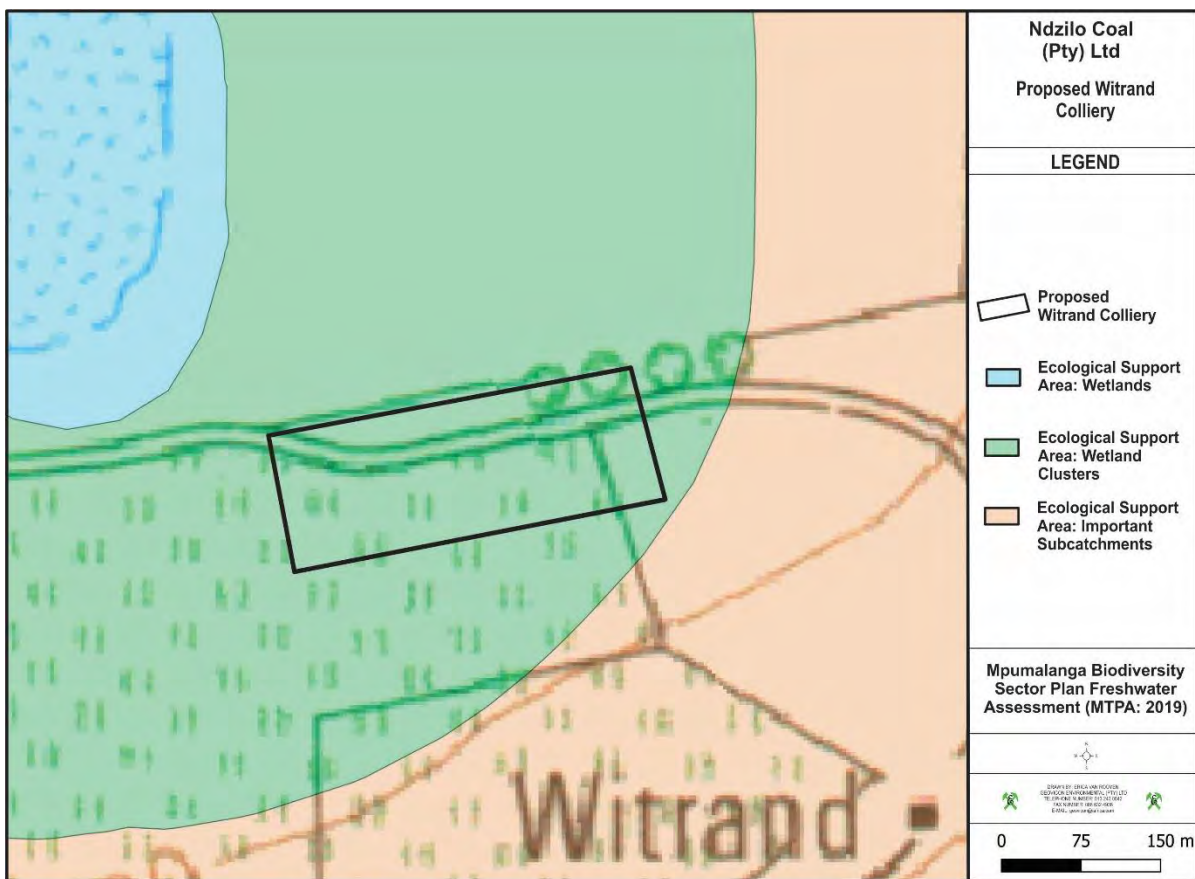 Ndzilo Coal
(Pty) Ltd
Proposed Witrand
Colliery
LEGEND
Proposed
Witrand Colliery
Ecological Support
Area: Wetlands
Ecological Support
Area: Wetland
Clusters
Ecological Support
Area: Important
Subcatchments
Mpumalanga Biodiversity
Sector Plan Freshwater
Assessment (MTPA: 2019)
0 75 150 m
Witrand